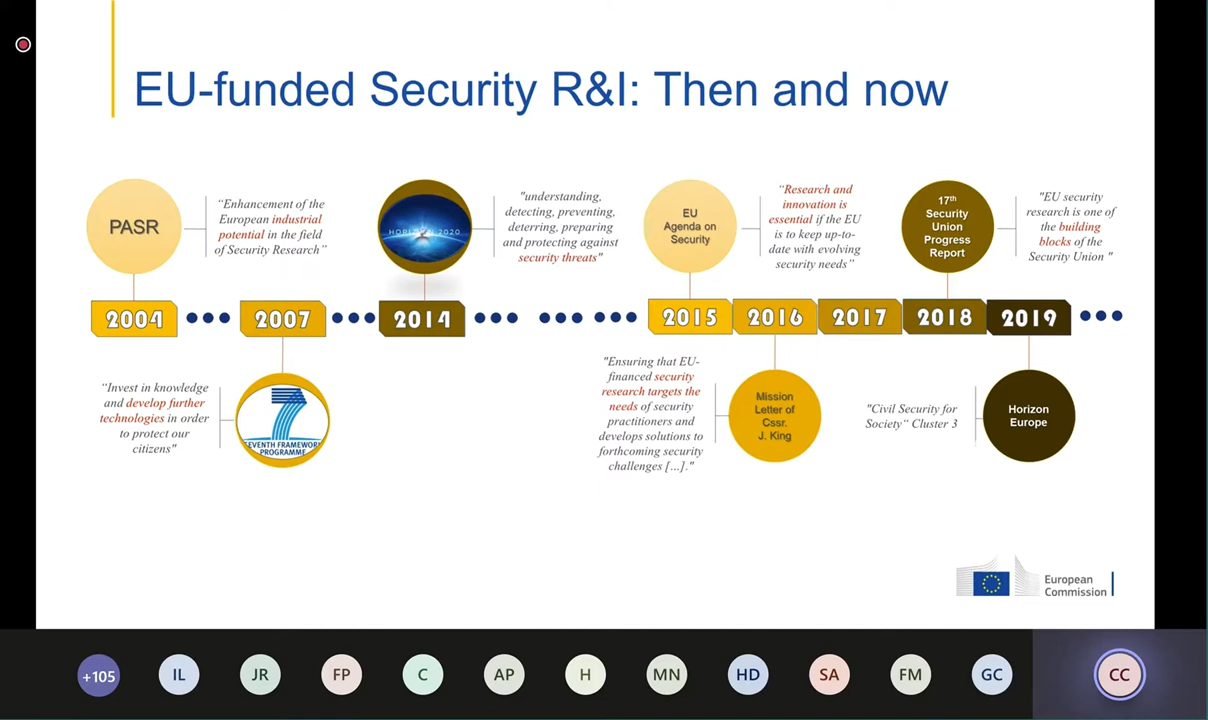 EU-funded Security R&I: Then and now
PASR
“Enhancement of the
European industrial
potential in the field
of Security Research”
HORIZON 2020
"understanding,
detecting, preventing,
deterring, preparing
and protecting against
security threats"
EU
Agenda on
Security
“Research and
innovation is
essential if the EU
is to keep up-to-
date with evolving
security needs”
17th
Security
Union
Progress
Report
"EU security
research is one of
the building
blocks of the
Security Union "
2004
2007
2014
2015
2016
2017
2018
2019
“Invest in knowledge
and develop further
technologies in order
to protect our
citizens"
7
SEVENTH FRAMEWORK
PROGRAMME
"Ensuring that EU-
financed security
research targets the
needs of security
practitioners and
develops solutions to
forthcoming security
challenges […]."
Mission
Letter of
Cssr.
J. King
"Civil Security for
Society“ Cluster 3
Horizon
Europe
European
Commission
+105
IL
JR
FP
C
AP
H
MN
HD
SA
FM
GC
CC